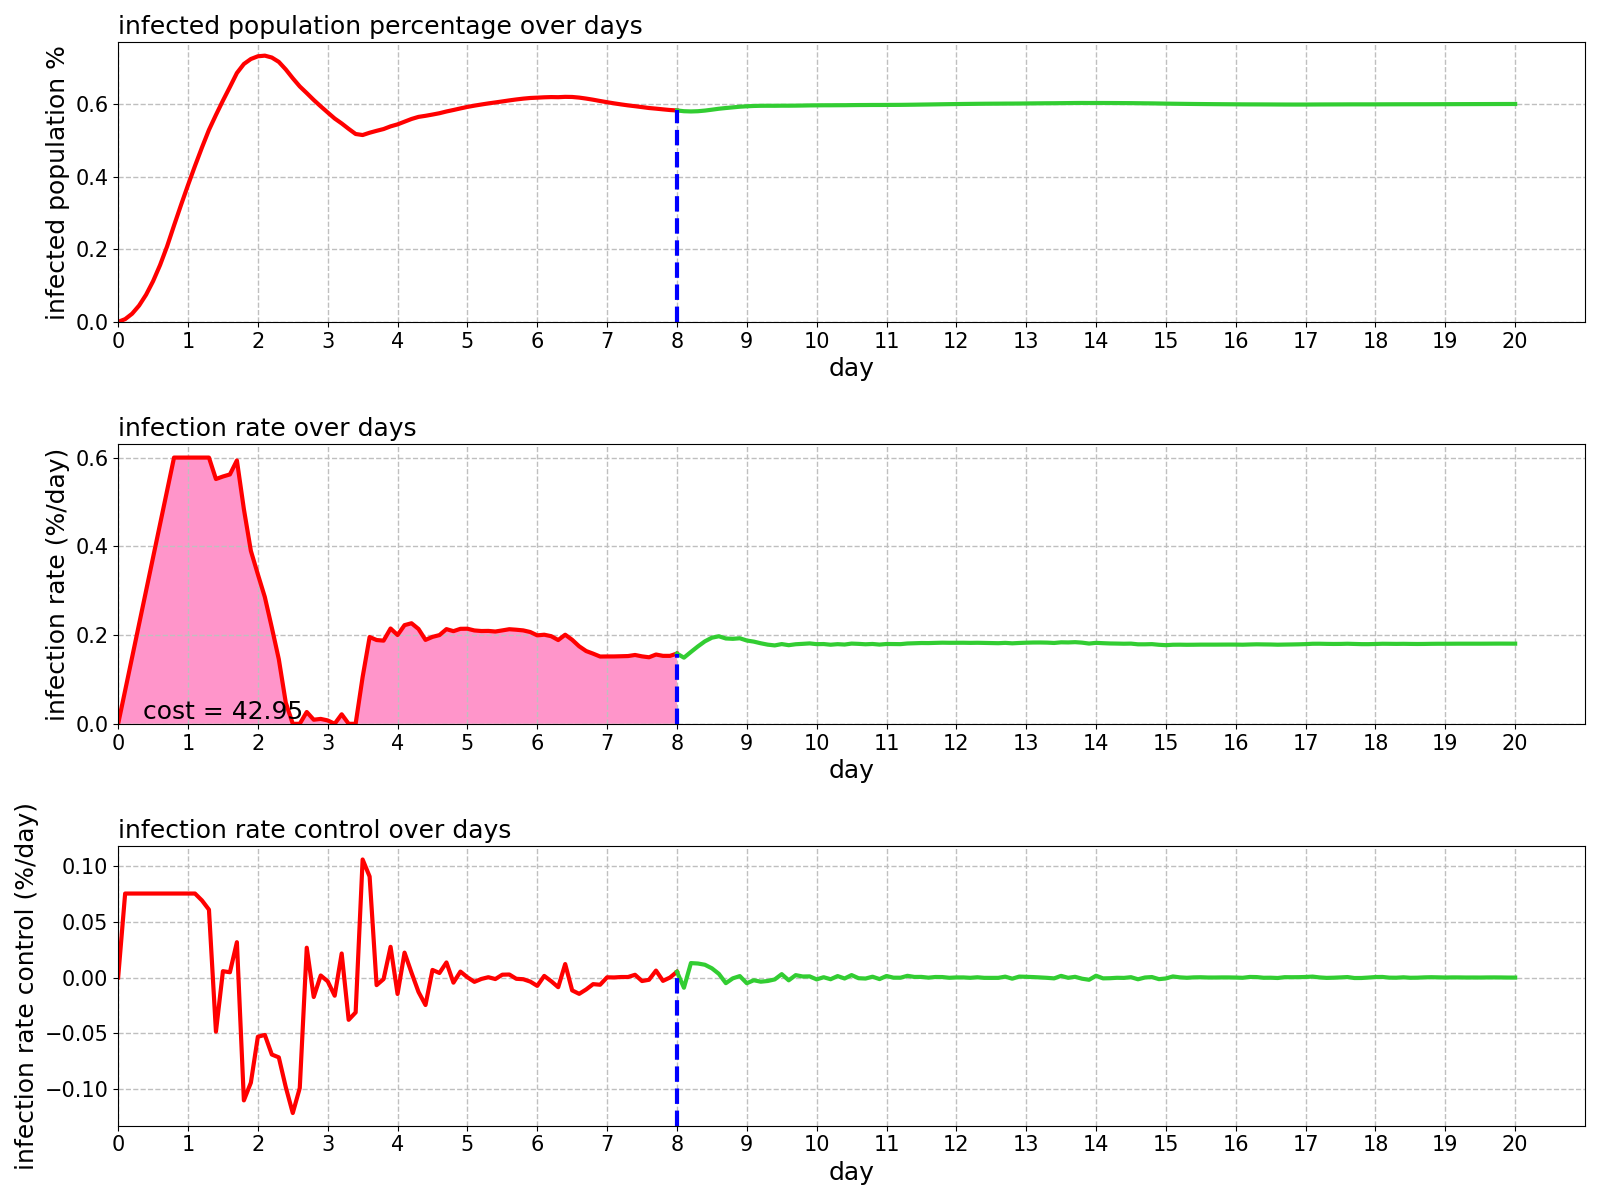 infected population percentage over days
infected population %
0.6
0.4
0.2
0.0
0 1 2 3 4 5 6 7 8 9 10 11 12 13 14 15 16 17 18 19 20
day
infection rate over days
infection rate (%/day)
0.6
0.4
0.2
0.0
cost = 42.95
0 1 2 3 4 5 6 7 8 9 10 11 12 13 14 15 16 17 18 19 20
day
infection rate control over days
infection rate control (%/day)
0.10
0.05
0.00
−0.05
−0.10
0 1 2 3 4 5 6 7 8 9 10 11 12 13 14 15 16 17 18 19 20
day